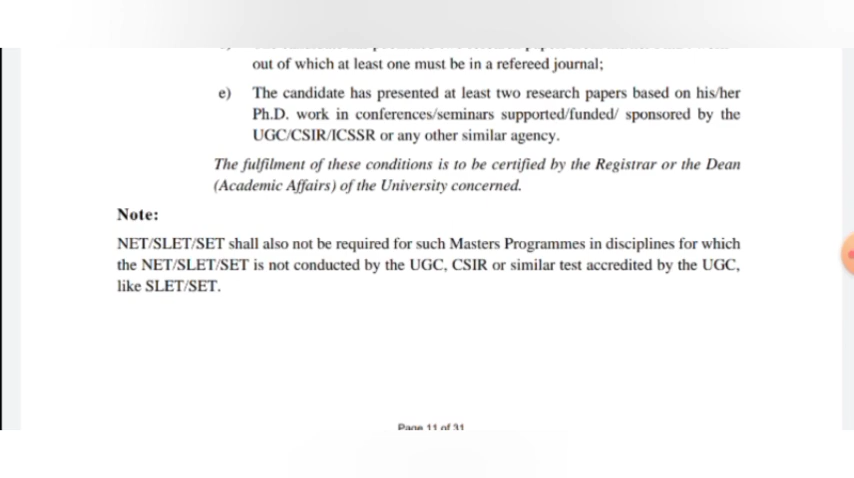 out of which at least one must be in a refereed journal;
e) The candidate has presented at least two research papers based on his/her
Ph.D. work in conferences/seminars supported/funded/ sponsored by the
UGC/CSIR/ICSSR or any other similar agency.
The fulfilment of these conditions is to be certified by the Registrar or the Dean
(Academic Affairs) of the University concerned.
Note:
NET/SLET/SET shall also not be required for such Masters Programmes in disciplines for which
the NET/SLET/SET is not conducted by the UGC, CSIR or similar test accredited by the UGC,
like SLET/SET.
Page 11 of 31